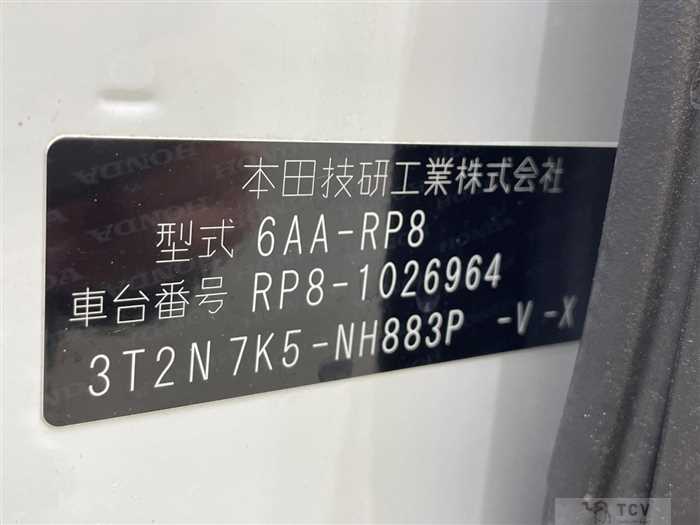 本田技研工業株式会社
型式 6AA-RP8
車台番号 RP8-1026964
3T2N 7K5-NH883P -V-X
TCV